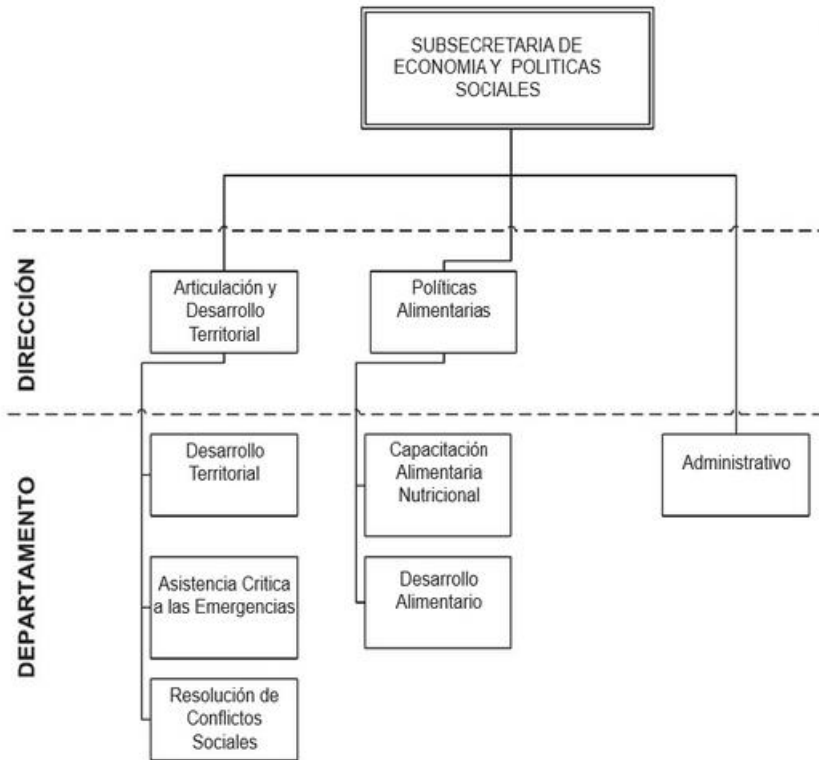 SUBSECRETARIA DE
ECONOMIA Y POLITICAS
SOCIALES
DIRECCIÓN
Articulación y
Desarrollo
Territorial
Políticas
Alimentarias
DEPARTAMENTO
Desarrollo
Territorial
Capacitación
Alimentaria
Nutricional
Administrativo
Asistencia Critica
a las Emergencias
Desarrollo
Alimentario
Resolución de
Conflictos
Sociales